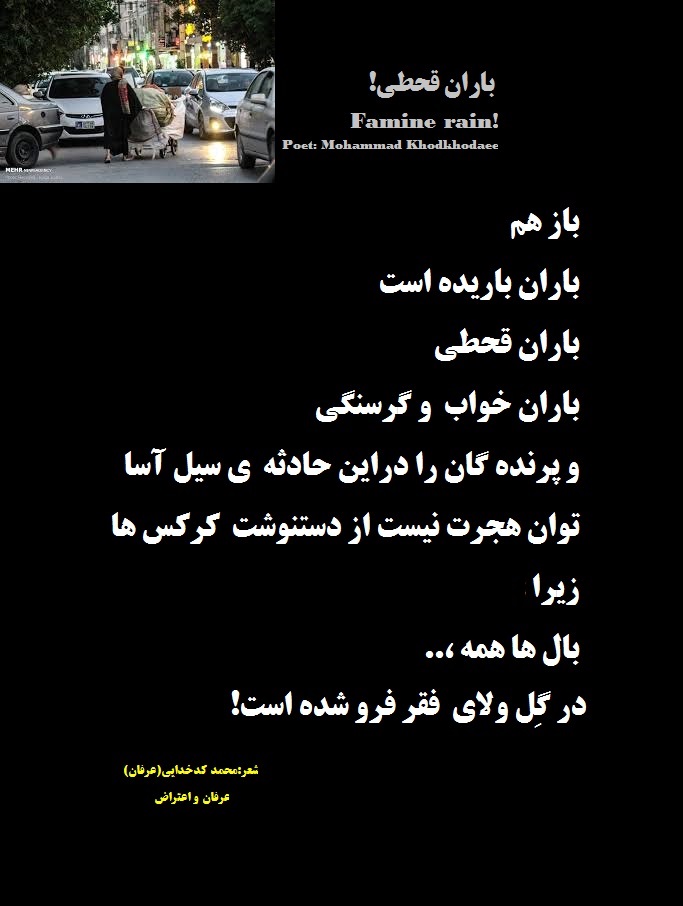 باران قحطی!
Famine rain!
Poet: Mohammad Khodkhodaee
MEHR NEWS AGENCY
باز هم
باران باریده است
باران قحطی
باران خواب و گرسنگی
و پرنده گان را دراین حادثه ی سیل آسا
توان هجرت نیست از دستنوشت کرکس ها
زیرا :
بال ها همه ،..
در گِل ولای فقر فرو شده است!
شعر:محمد کدخدایی(عرفان)
عرفان و اعتراض